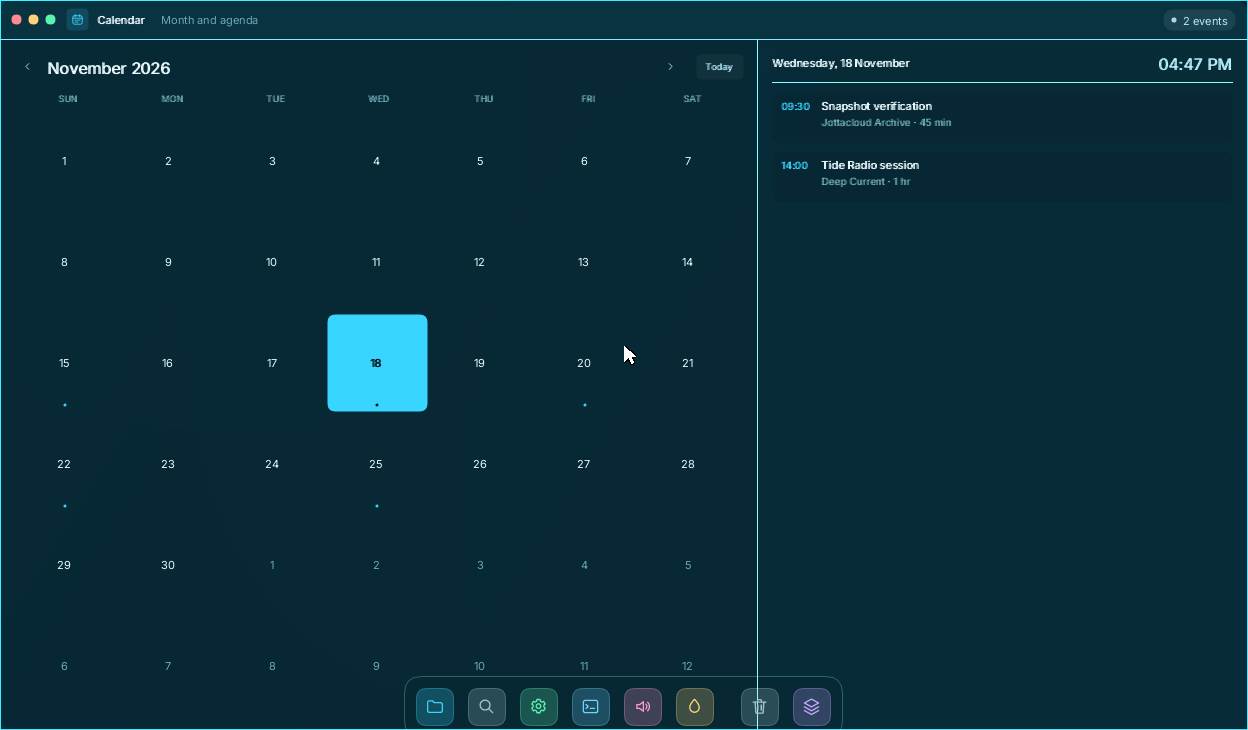 Calendar Month and agenda 2 events
November 2026 Today
SUN MON TUE WED THU FRI SAT
1 2 3 4 5 6 7
8 9 10 11 12 13 14
15 16 17 18 19 20 21
22 23 24 25 26 27 28
29 30 1 2 3 4 5
6 7 8 9 10 11 12
Wednesday, 18 November 04:47 PM
09:30 Snapshot verification
Jottacloud Archive · 45 min
14:00 Tide Radio session
Deep Current · 1 hr